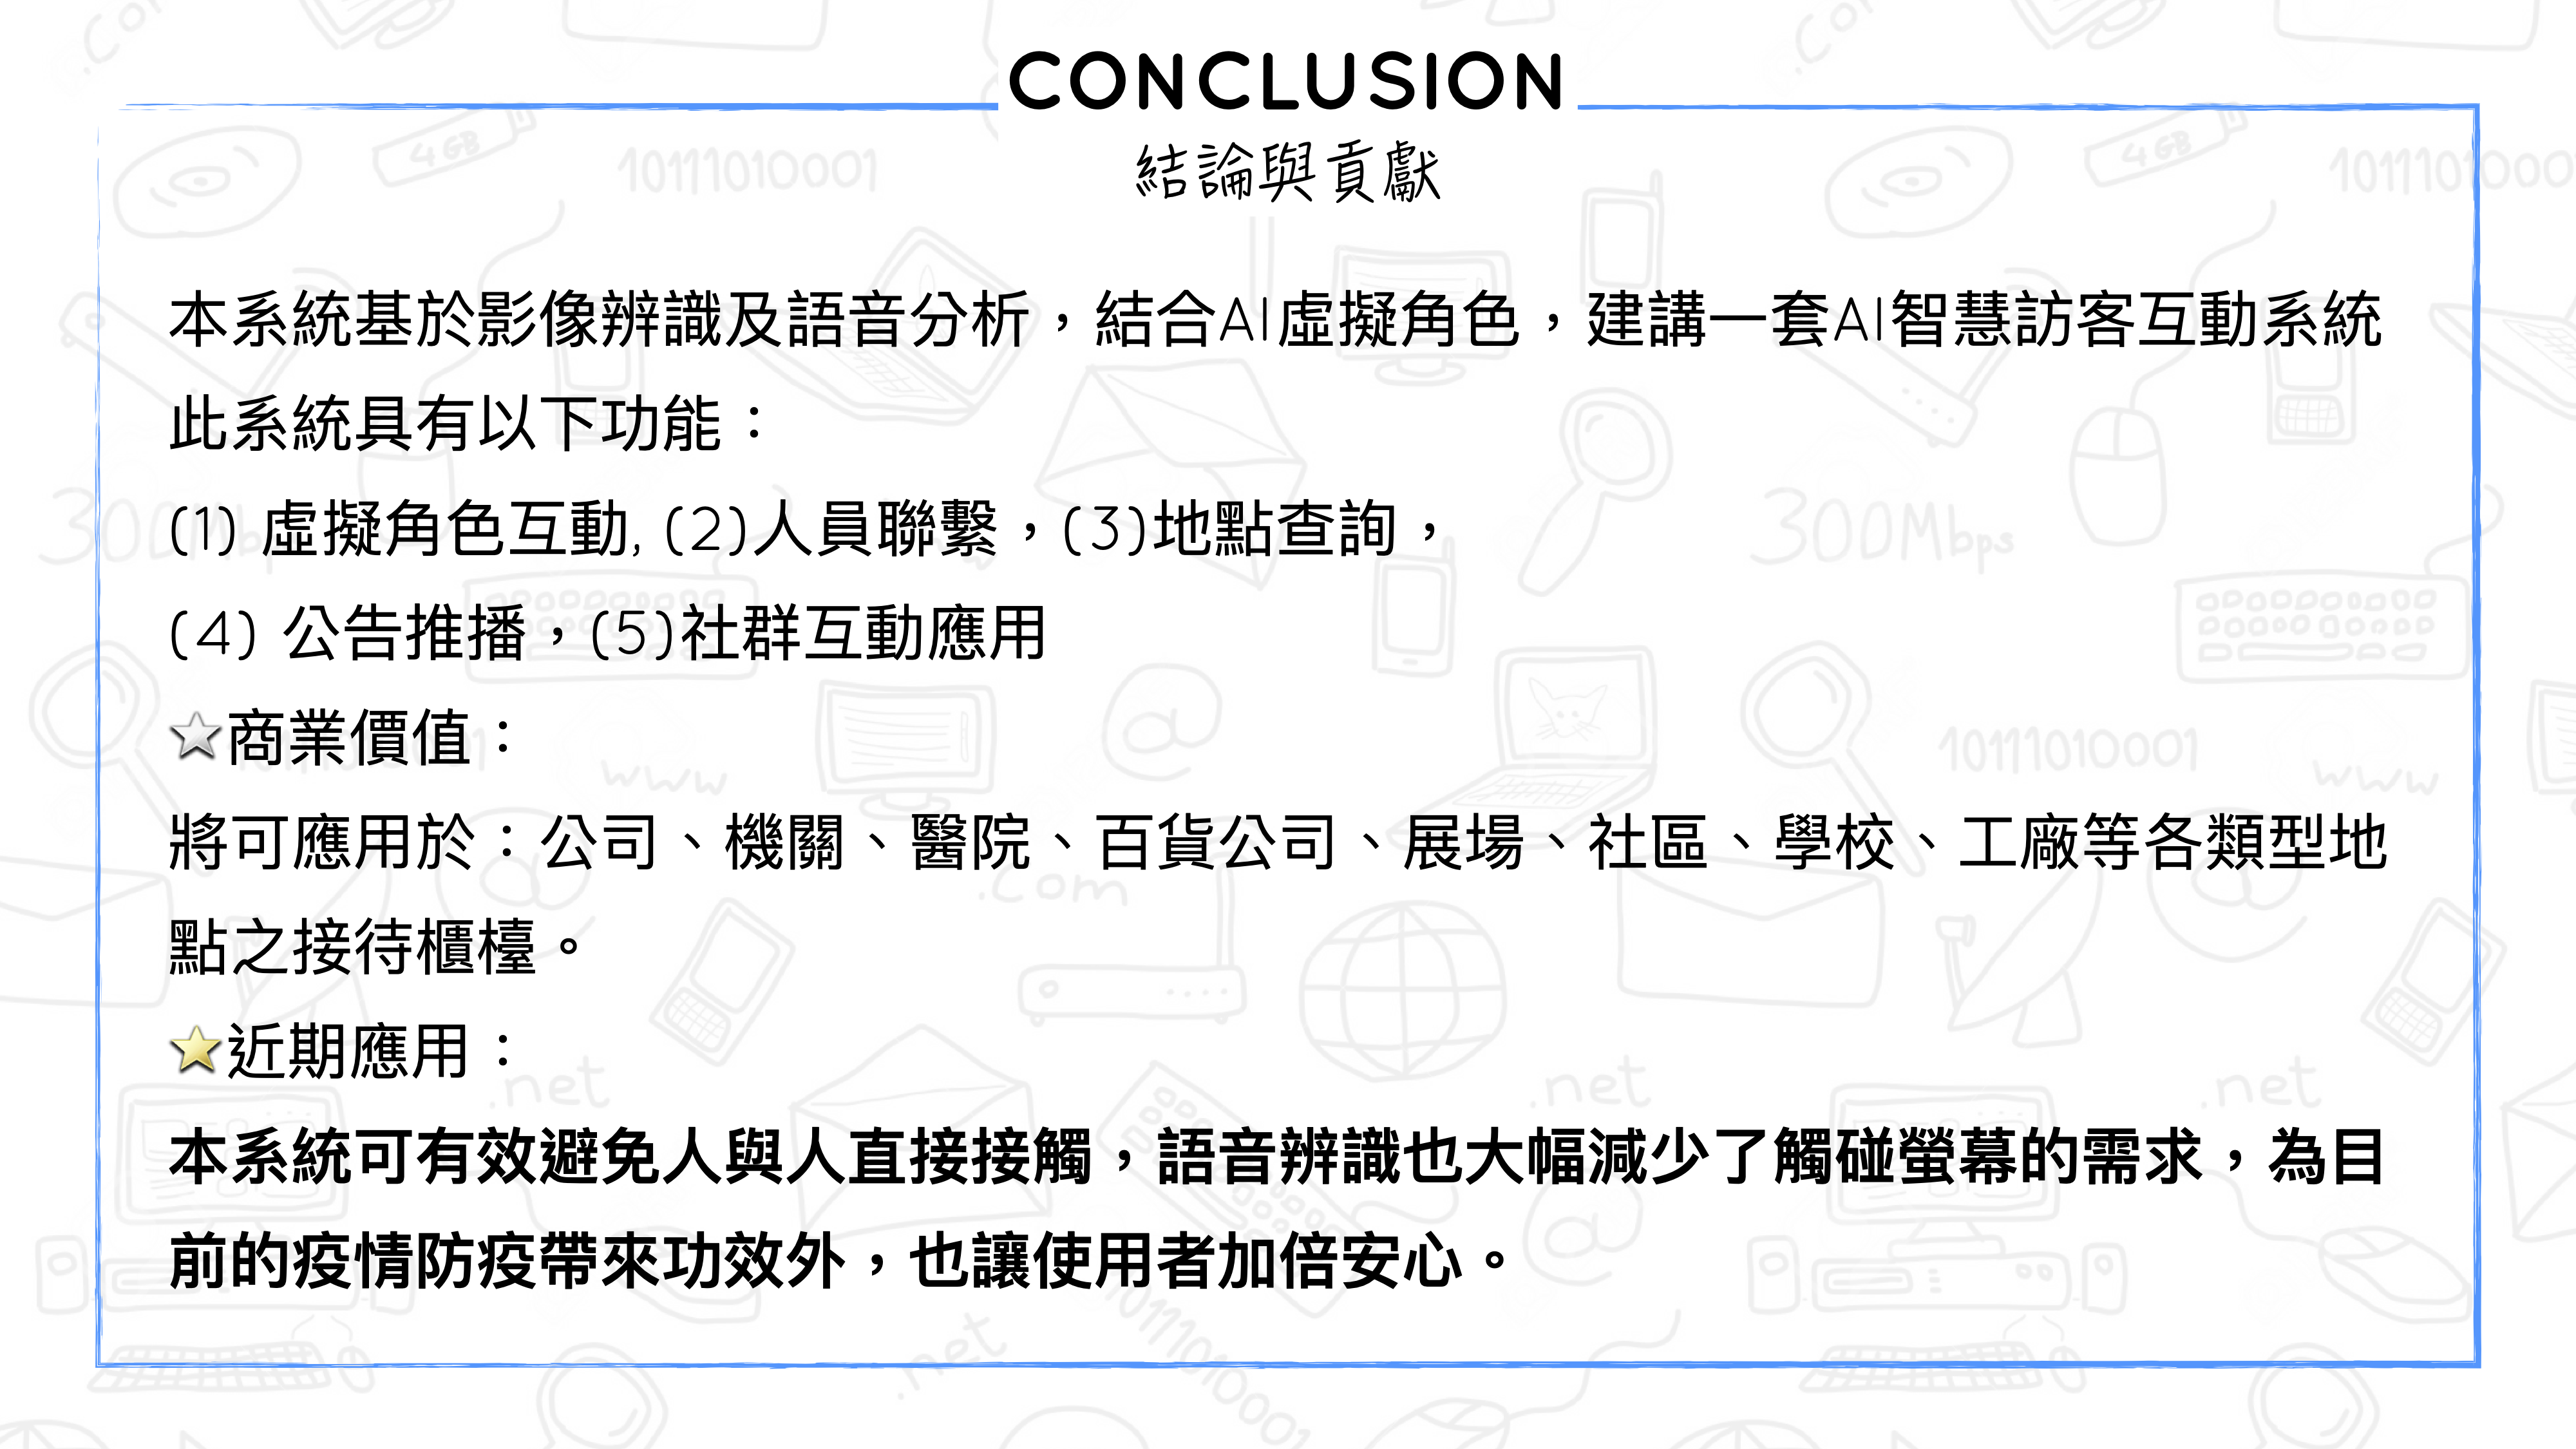 CONCLUSION
結論與貢獻
本系統基於影像辨識及語音分析，結合AI虛擬角色，建講一套AI智慧訪客互動系統
此系統具有以下功能：
(1) 虛擬角色互動, (2)人員聯繫，(3)地點查詢，
(4) 公告推播，(5)社群互動應用
商業價值：
將可應用於：公司、機關、醫院、百貨公司、展場、社區、學校、工廠等各類型地
點之接待櫃檯。
近期應用：
本系統可有效避免人與人直接接觸，語音辨識也大幅減少了觸碰螢幕的需求，為目
前的疫情防疫帶來功效外，也讓使用者加倍安心。